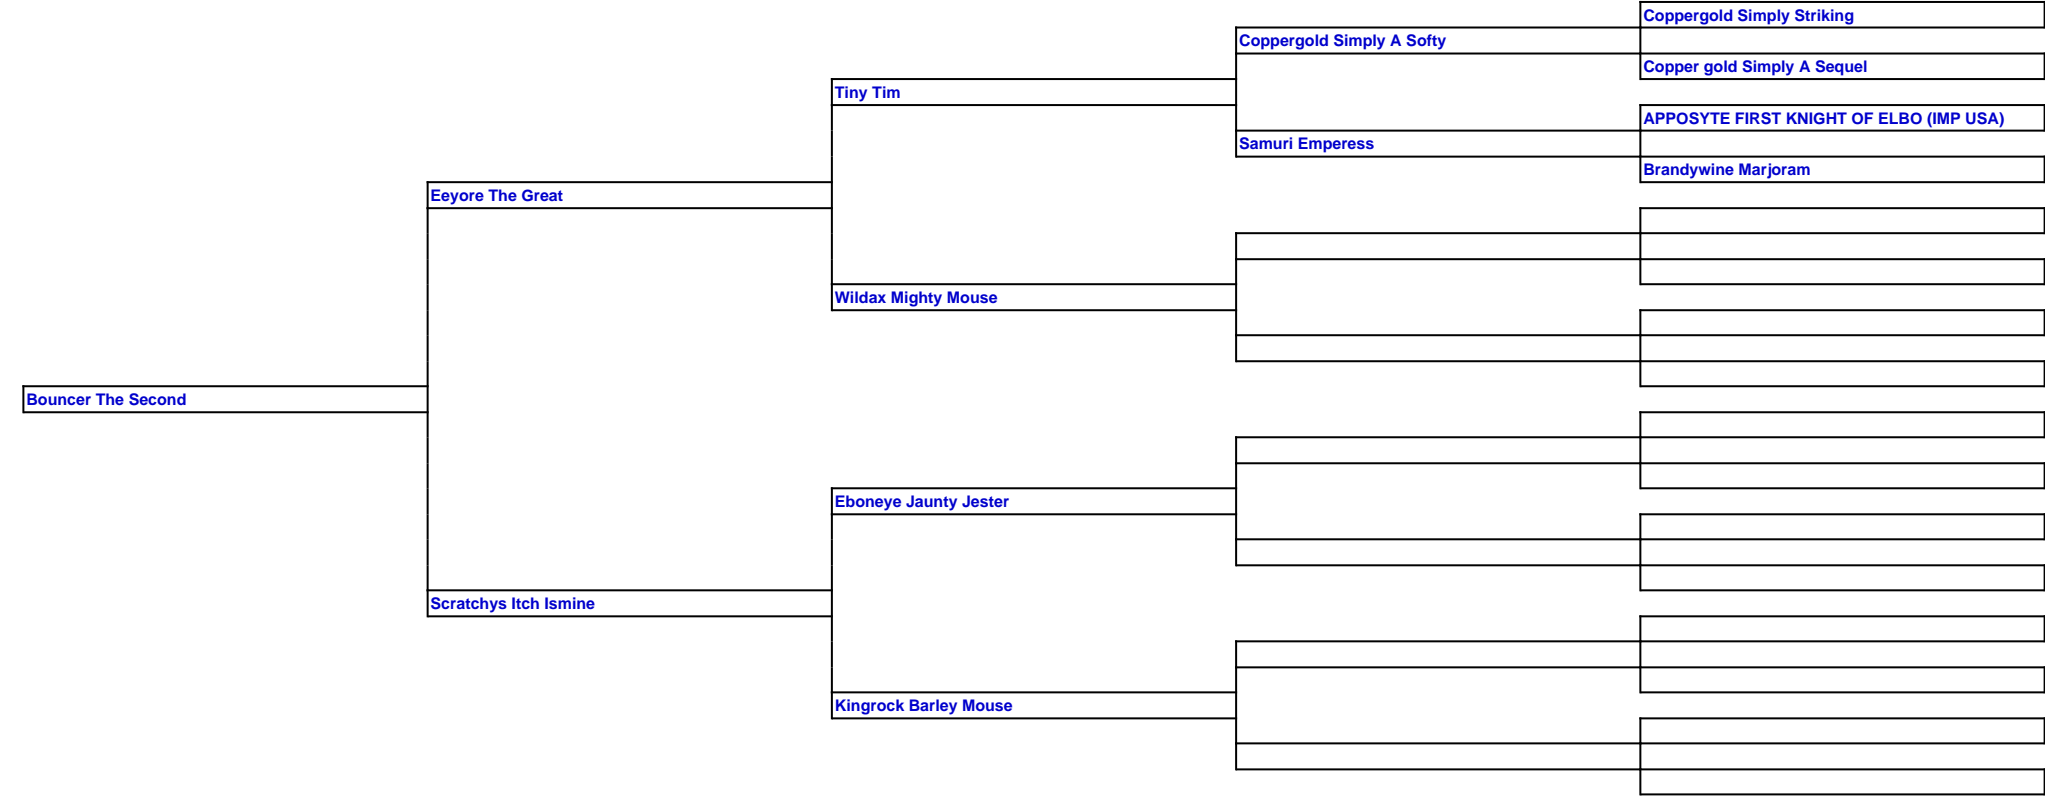 Coppergold Simply Striking
Coppergold Simply A Softy
Copper gold Simply A Sequel
Tiny Tim
APPOSYTE FIRST KNIGHT OF ELBO (IMP USA)
Samuri Emperess
Brandywine Marjoram
Eeyore The Great
Wildax Mighty Mouse
Bouncer The Second
Eboneye Jaunty Jester
Scratchys Itch Ismine
Kingrock Barley Mouse